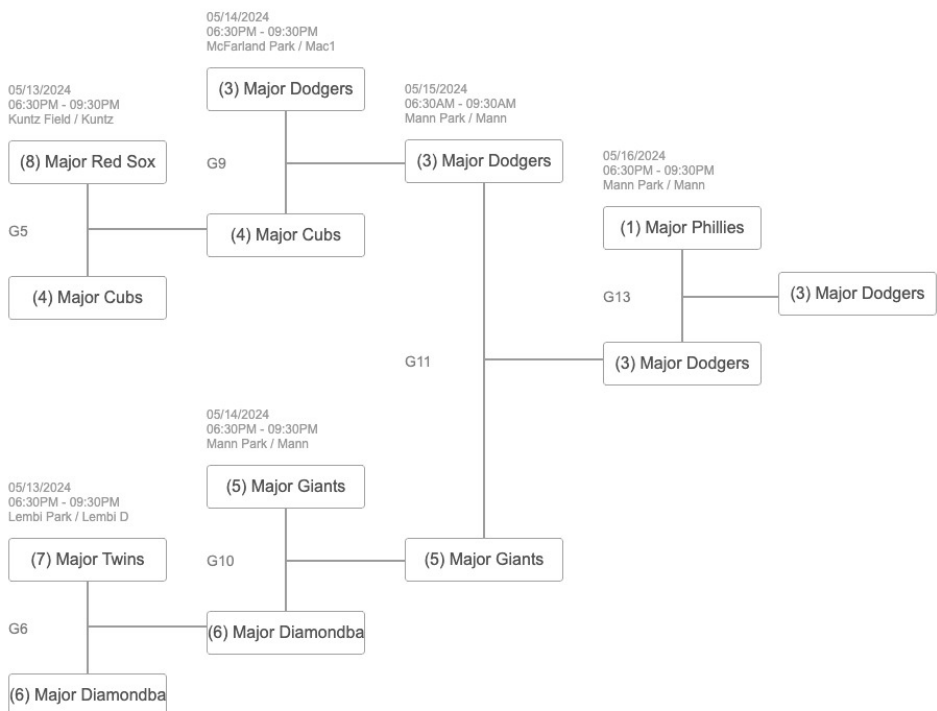 05/14/2024
06:30PM - 09:30PM
McFarland Park / Mac1
(3) Major Dodgers
G9
(4) Major Cubs
05/13/2024
06:30PM - 09:30PM
Kuntz Field / Kuntz
(8) Major Red Sox
G5
(4) Major Cubs
05/15/2024
06:30AM - 09:30AM
Mann Park / Mann
(3) Major Dodgers
G11
(5) Major Giants
05/16/2024
06:30PM - 09:30PM
Mann Park / Mann
(1) Major Phillies
G13
(3) Major Dodgers
(3) Major Dodgers
05/14/2024
06:30PM - 09:30PM
Mann Park / Mann
(5) Major Giants
G10
(6) Major Diamondba
05/13/2024
06:30PM - 09:30PM
Lembi Park / Lembi D
(7) Major Twins
G6
(6) Major Diamondba